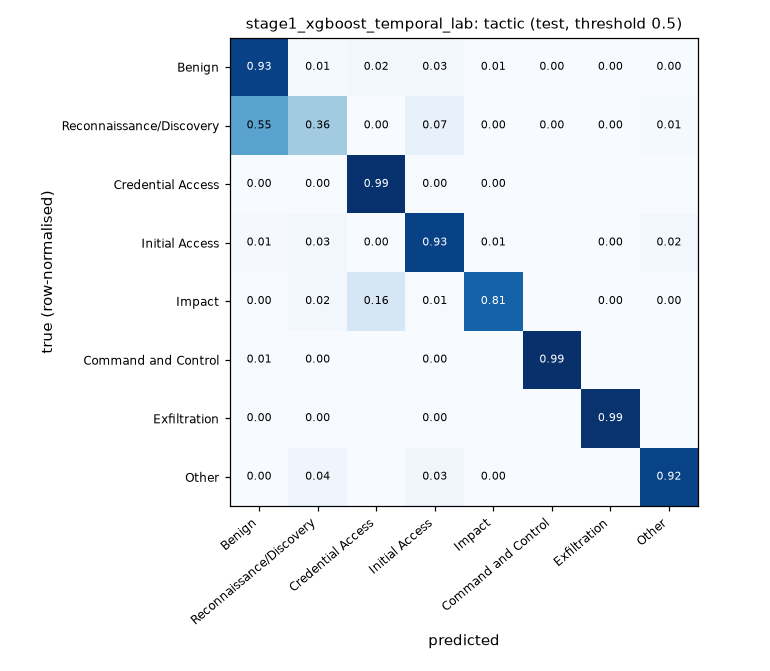 stage1_xgboost_temporal_lab: tactic (test, threshold 0.5)
true (row-normalised)
Benign 0.93 0.01 0.02 0.03 0.01 0.00 0.00 0.00
Reconnaissance/Discovery 0.55 0.36 0.00 0.07 0.00 0.00 0.00 0.01
Credential Access 0.00 0.00 0.99 0.00 0.00
Initial Access 0.01 0.03 0.00 0.93 0.01 0.00 0.02
Impact 0.00 0.02 0.16 0.01 0.81 0.00 0.00
Command and Control 0.01 0.00 0.00 0.99
Exfiltration 0.00 0.00 0.00 0.99
Other 0.00 0.04 0.03 0.00 0.92
Benign
Reconnaissance/Discovery
Credential Access
Initial Access
Impact
Command and Control
Exfiltration
Other
predicted